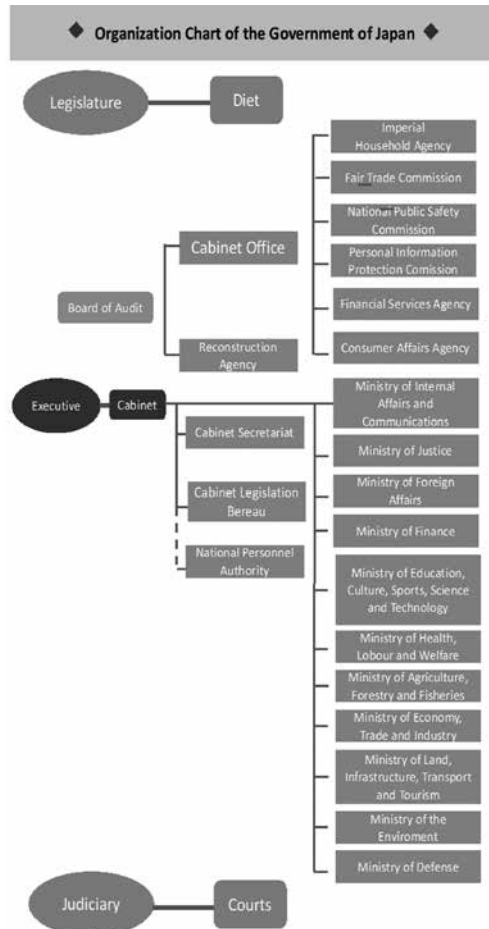 ◆ Organization Chart of the Government of Japan ◆
Legislature
Diet
Imperial
Household Agency
Fair Trade Commission
National Public Safety
Commission
Cabinet Office
Personal Information
Protection Comission
Board of Audit
Financial Services Agency
Reconstruction
Agency
Consumer Affairs Agency
Executive
Cabinet
Ministry of Internal
Affairs and
Communications
Cabinet Secretariat
Ministry of Justice
Cabinet Legislation
Bereau
Ministry of Foreign
Affairs
Ministry of Finance
National Personnel
Authority
Ministry of Education,
Culture, Sports, Science
and Technology
Ministry of Health,
Lobour and Welfare
Ministry of Agriculture,
Forestry and Fisheries
Ministry of Economy,
Trade and Industry
Ministry of Land,
Infrastructure, Transport
and Tourism
Ministry of the
Enviroment
Ministry of Defense
Judiciary
Courts